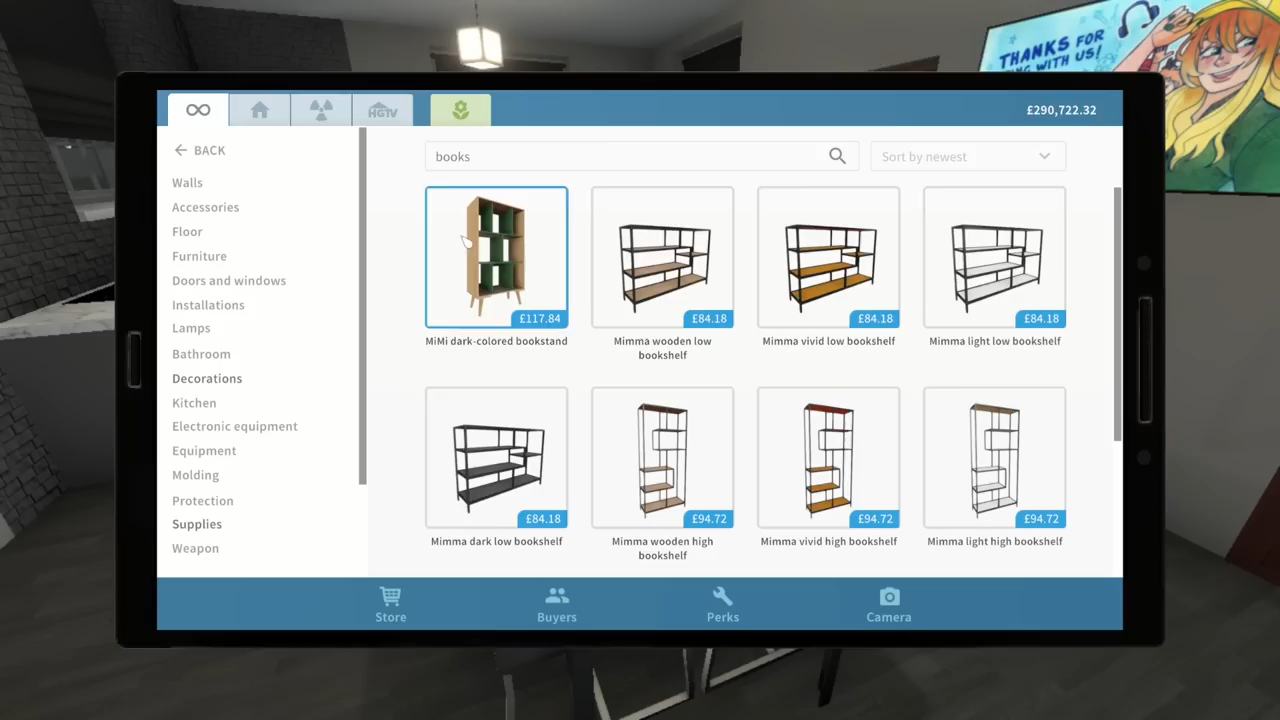 THANKS FOR
WITH US!
HGTV
£290,722.32
BACK
books
Sort by newest
Walls
Accessories
Floor
Furniture
Doors and windows
Installations
Lamps
Bathroom
Decorations
Kitchen
Electronic equipment
Equipment
Molding
Protection
Supplies
Weapon
£117.84
£84.18
£84.18
£84.18
MiMi dark-colored bookstand
Mimma wooden low
bookshelf
Mimma vivid low bookshelf
Mimma light low bookshelf
£84.18
£94.72
£94.72
£94.72
Mimma dark low bookshelf
Mimma wooden high
bookshelf
Mimma vivid high bookshelf
Mimma light high bookshelf
Store
Buyers
Perks
Camera